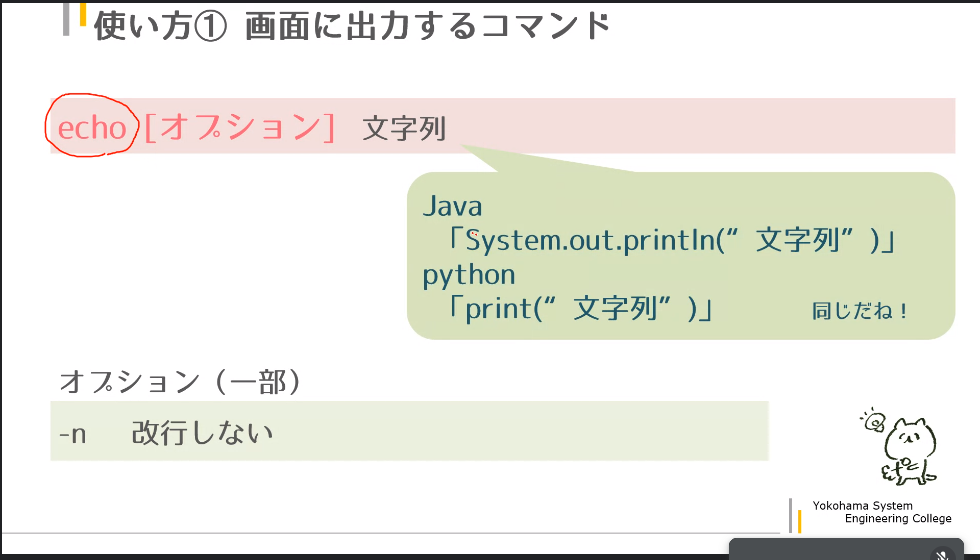 使い方① 画面に出力するコマンド
echo [オプション] 文字列
Java
「System.out.println(“ 文字列” )」
python
「print(“ 文字列” )」 同じだね！
オプション（一部）
-n 改行しない
Yokohama System
Engineering College